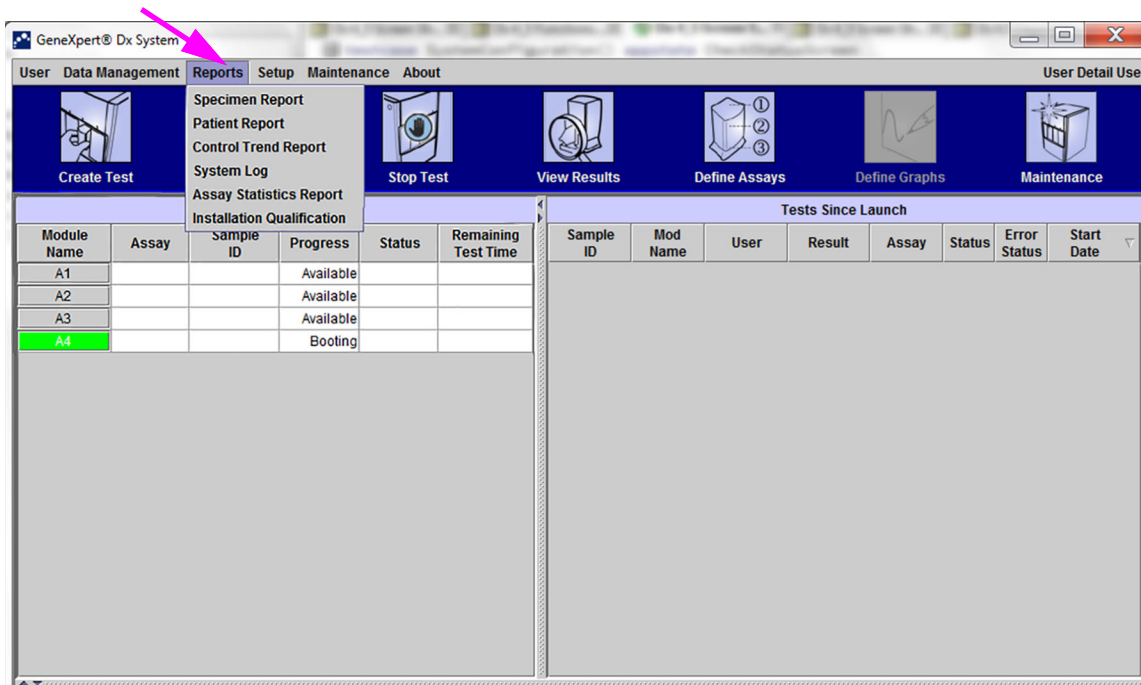 GeneXpert® Dx System
User Data Management Reports Setup Maintenance About User Detail Use
Specimen Report
Patient Report
Control Trend Report
System Log
Assay Statistics Report
Installation Qualification
Create Test Stop Test View Results Define Assays Define Graphs Maintenance
① 
②
③
Tests Since Launch
Module Name Assay Sample ID Progress Status Remaining Test Time
Sample ID Mod Name User Result Assay Status Error Status Start Date
A1 Available
A2 Available
A3 Available
A4 Booting